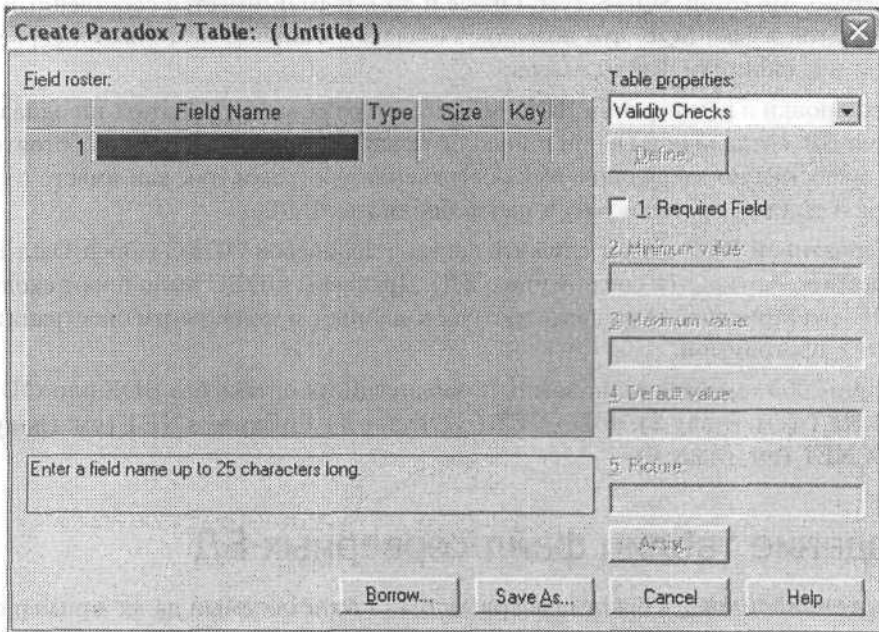 Create Paradox 7 Table: ( Untitled )
Field roster:
Field Name Type Size Key
1
Enter a field name up to 25 characters long.
Table properties:
Validity Checks
Define...
1. Required Field
2. Minimum value:
3. Maximum value:
4. Default value:
5. Picture:
Assist...
Borrow...
Save As...
Cancel
Help